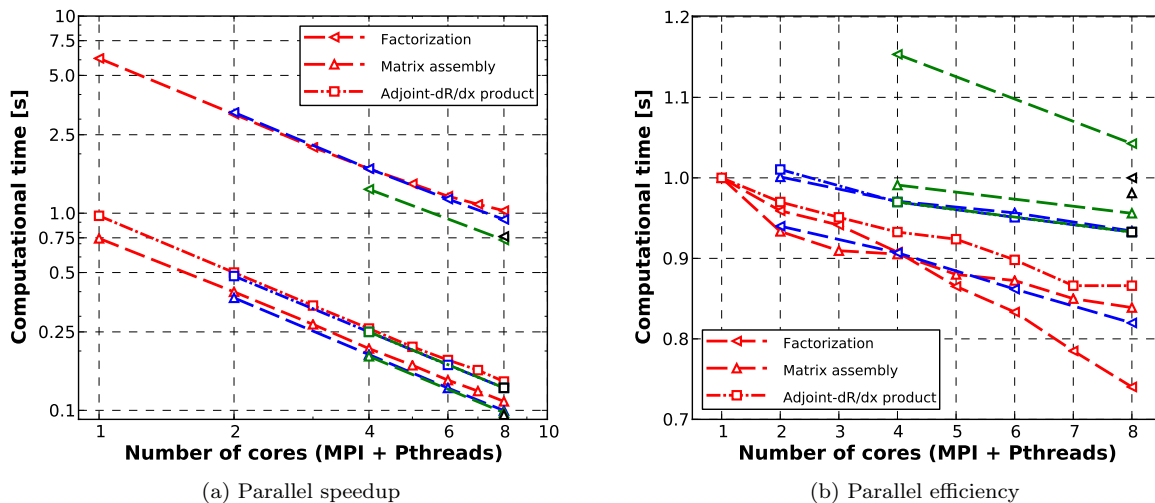 10
7.5
5.0
2.5
1.0
0.75
0.5
0.25
0.1
Computational time [s]
Factorization
Matrix assembly
Adjoint-dR/dx product
1 2 4 6 8 10
Number of cores (MPI + Pthreads)
(a) Parallel speedup
1.2
1.1
1.0
0.9
0.8
0.7
Computational time [s]
Factorization
Matrix assembly
Adjoint-dR/dx product
1 2 3 4 5 6 7 8
Number of cores (MPI + Pthreads)
(b) Parallel efficiency